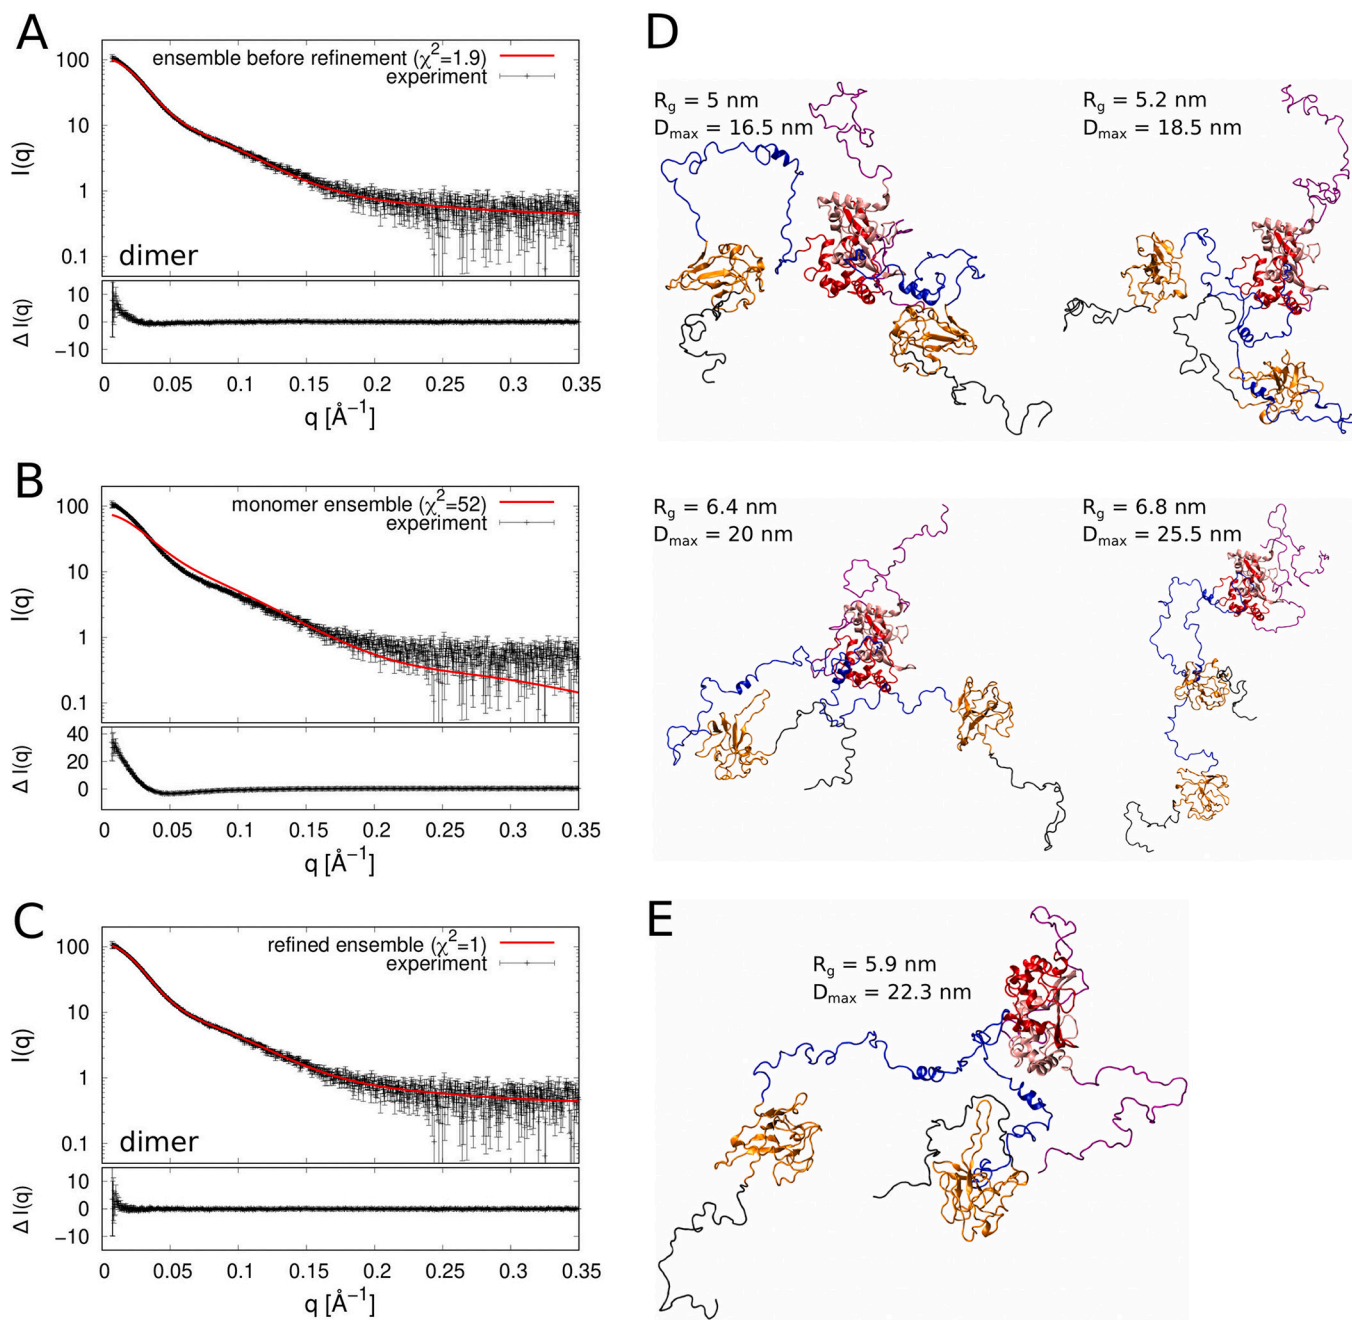 A
ensemble before refinement (χ²=1.9)
experiment
100
10
1
0.1
I(q)
dimer
10
0
−10
Δ I(q)
0 0.05 0.1 0.15 0.2 0.25 0.3 0.35
q [Å⁻¹]
B
monomer ensemble (χ²=52)
experiment
100
10
1
0.1
I(q)
40
20
0
Δ I(q)
0 0.05 0.1 0.15 0.2 0.25 0.3 0.35
q [Å⁻¹]
C
refined ensemble (χ²=1)
experiment
100
10
1
0.1
I(q)
dimer
10
0
−10
Δ I(q)
0 0.05 0.1 0.15 0.2 0.25 0.3 0.35
q [Å⁻¹]
D
Rg = 5 nm
Dmax = 16.5 nm
Rg = 5.2 nm
Dmax = 18.5 nm
Rg = 6.4 nm
Dmax = 20 nm
Rg = 6.8 nm
Dmax = 25.5 nm
E
Rg = 5.9 nm
Dmax = 22.3 nm